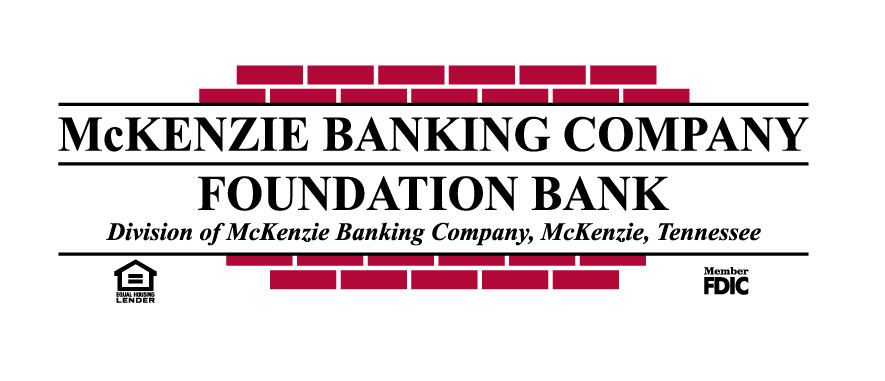 McKENZIE BANKING COMPANY
FOUNDATION BANK
Division of McKenzie Banking Company, McKenzie, Tennessee
EQUAL HOUSING
LENDER
Member
FDIC